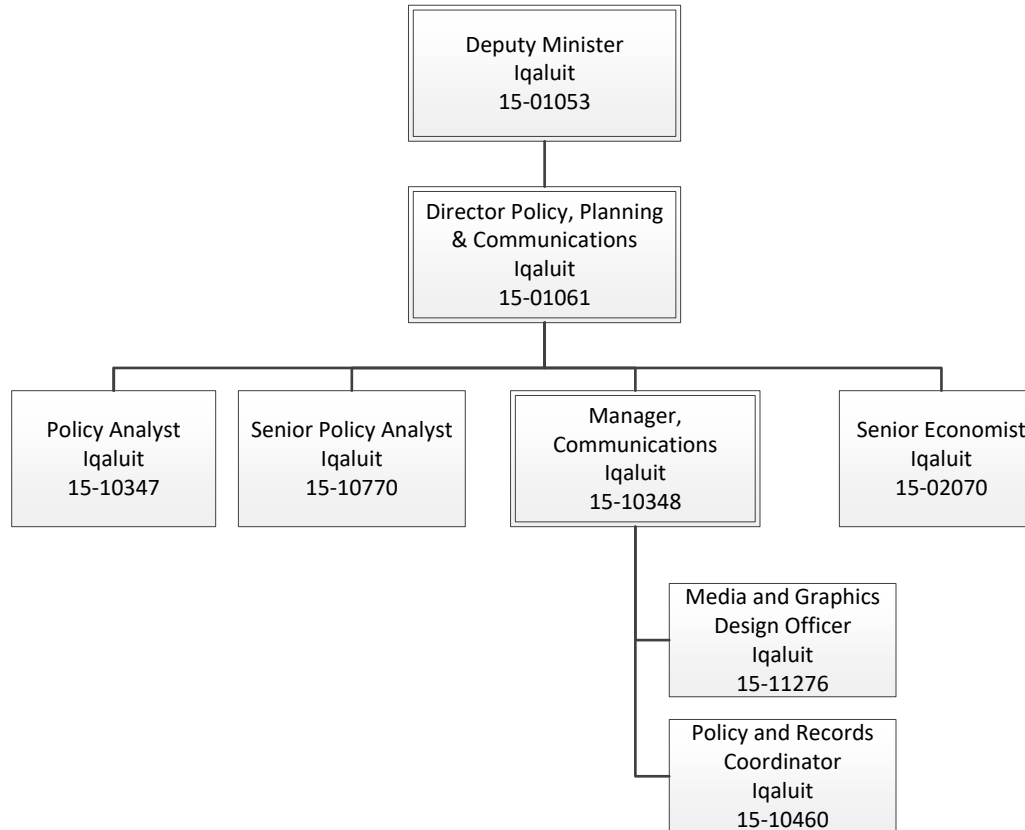 Deputy Minister
Iqaluit
15-01053
Director Policy, Planning
& Communications
Iqaluit
15-01061
Policy Analyst
Iqaluit
15-10347
Senior Policy Analyst
Iqaluit
15-10770
Manager,
Communications
Iqaluit
15-10348
Senior Economist
Iqaluit
15-02070
Media and Graphics
Design Officer
Iqaluit
15-11276
Policy and Records
Coordinator
Iqaluit
15-10460